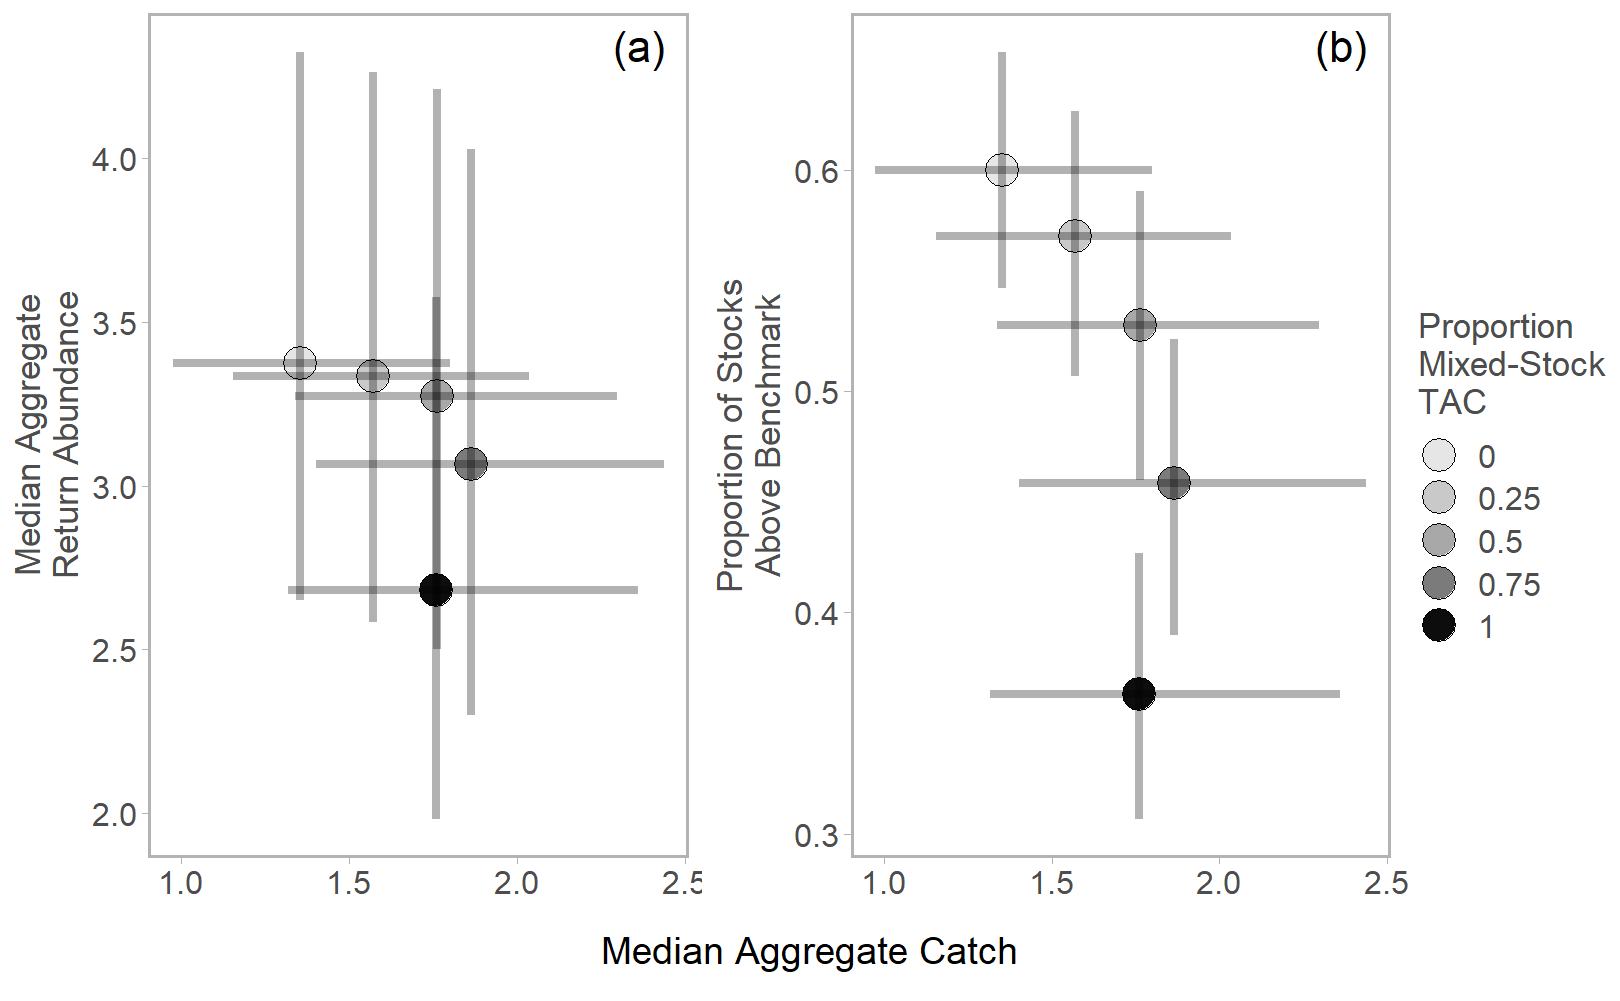 (a)
Median Aggregate
Return Abundance
4.0
3.5
3.0
2.5
2.0
1.0
1.5
2.0
2.5
(b)
Proportion of Stocks
Above Benchmark
0.6
0.5
0.4
0.3
1.0
1.5
2.0
2.5
Median Aggregate Catch
Proportion
Mixed-Stock
TAC
0
0.25
0.5
0.75
1